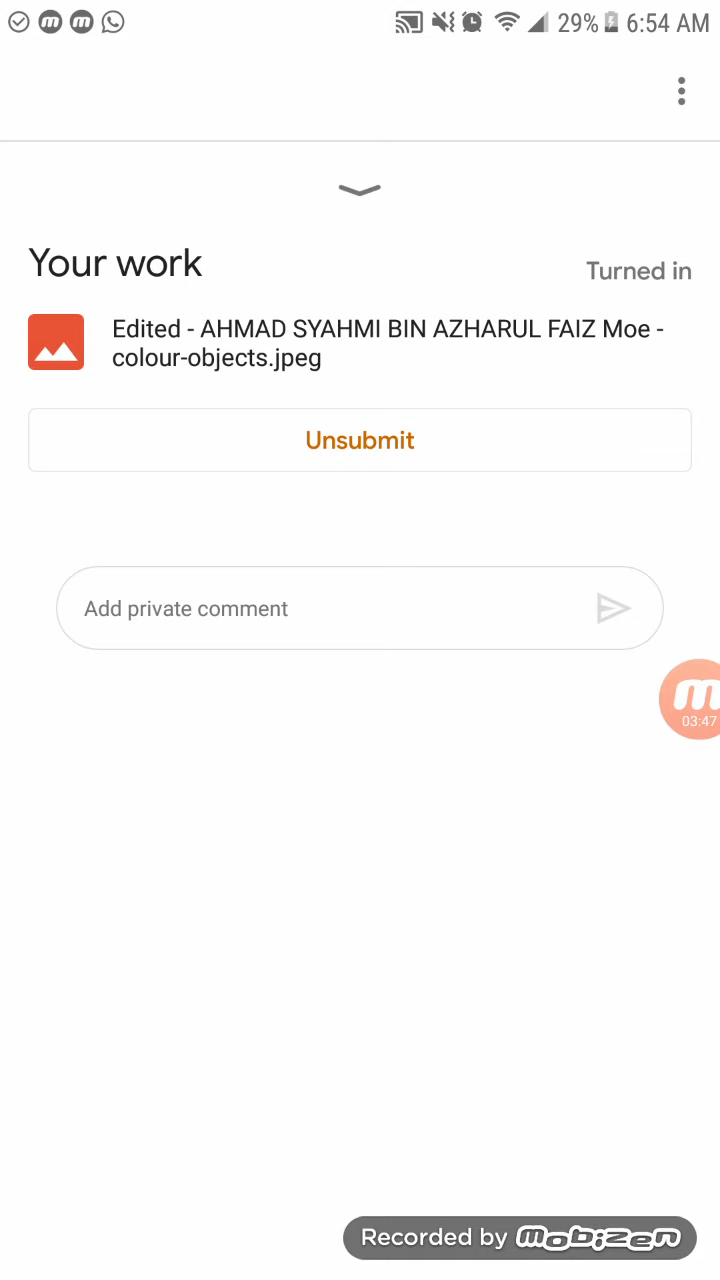 29% 6:54 AM
Your work
Turned in
Edited - AHMAD SYAHMI BIN AZHARUL FAIZ Moe -
colour-objects.jpeg
Unsubmit
Add private comment
m
03:47
Recorded by mobizen